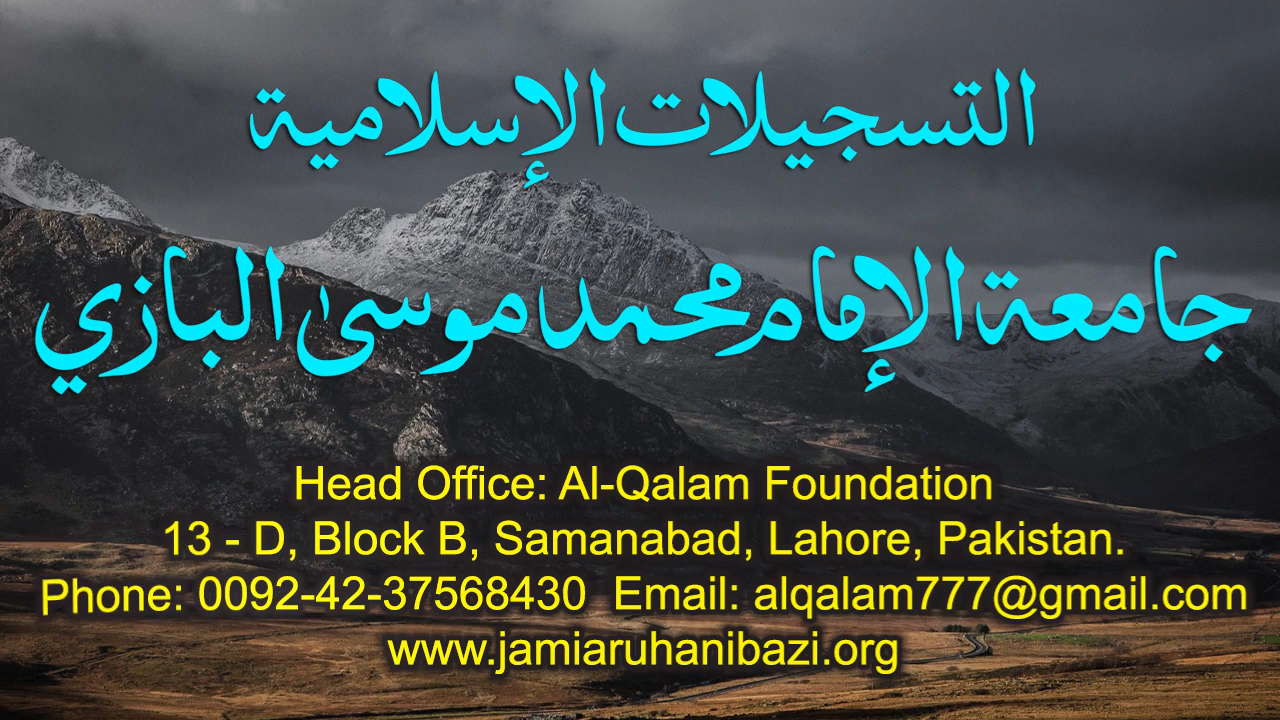 التسجيلات الإسلامية
جامعة الإمام محمد موسىٰ البازي
Head Office: Al-Qalam Foundation
13 - D, Block B, Samanabad, Lahore, Pakistan.
Phone: 0092-42-37568430 Email: alqalam777@gmail.com
www.jamiaruhanibazi.org